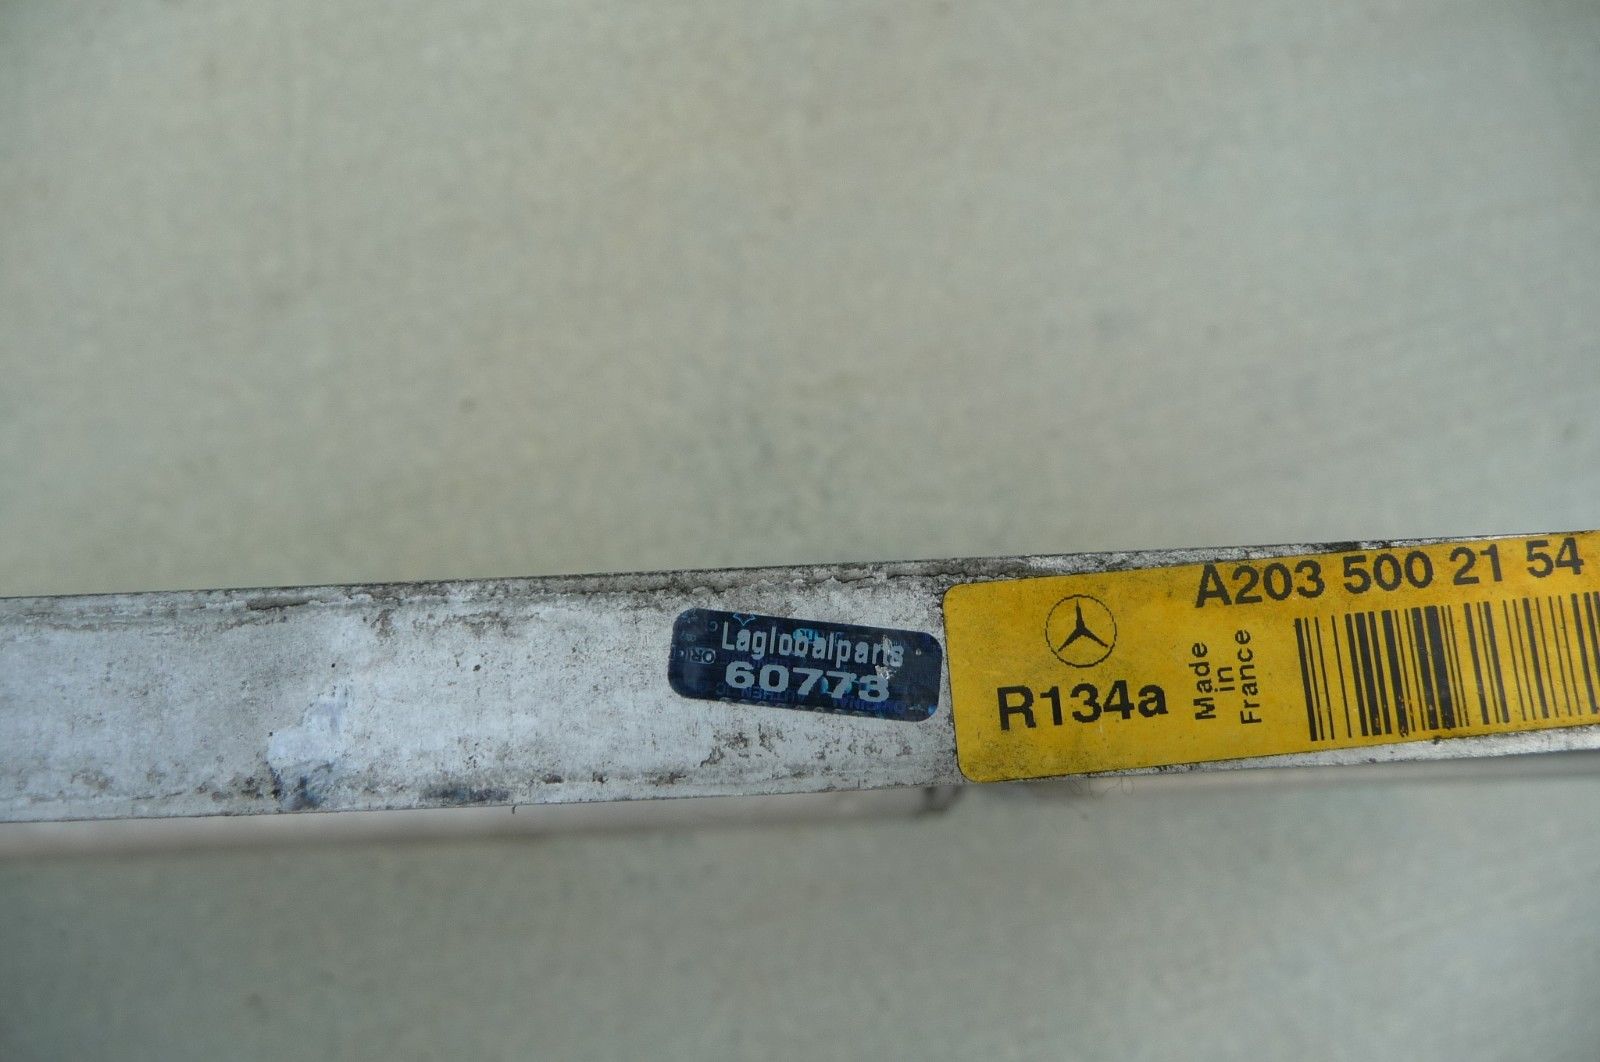 Laglobalparts
60773
A203 500 21 54
R134a
Made
in
France